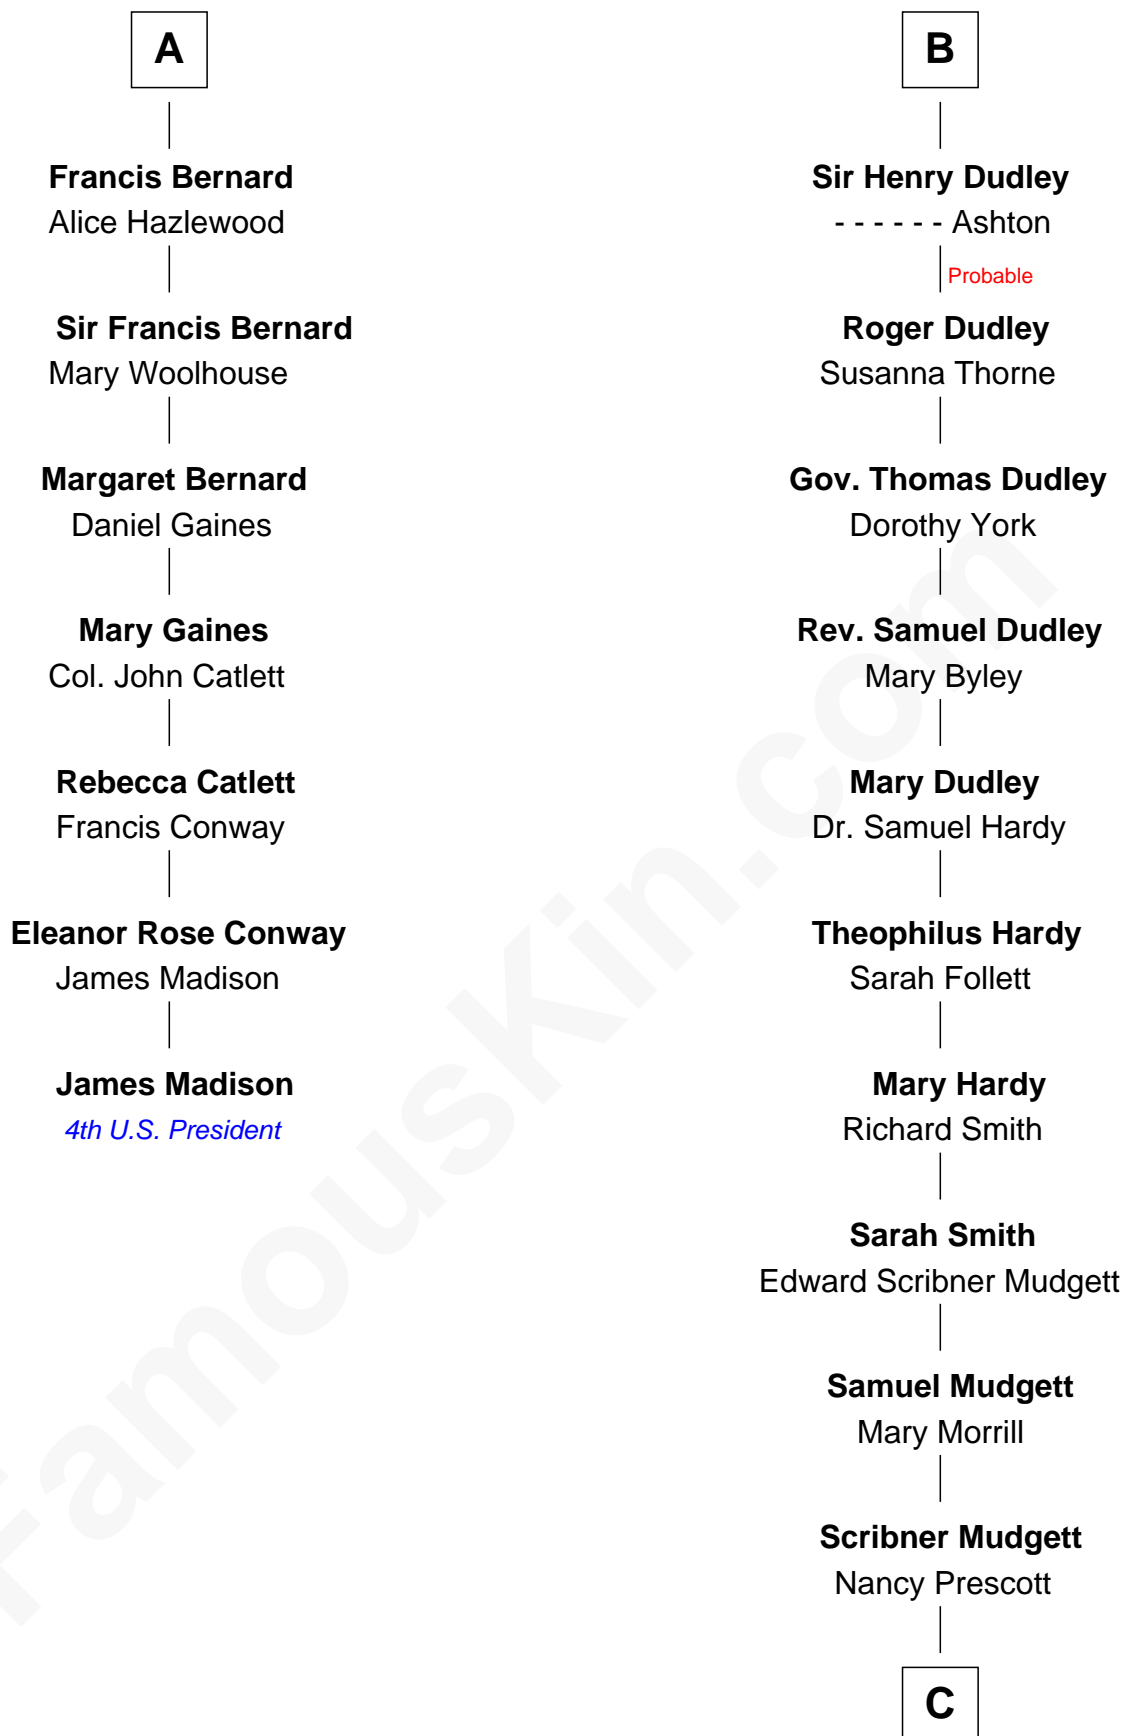 A
Francis Bernard
Alice Hazlewood
Sir Francis Bernard
Mary Woolhouse
Margaret Bernard
Daniel Gaines
Mary Gaines
Col. John Catlett
Rebecca Catlett
Francis Conway
Eleanor Rose Conway
James Madison
James Madison
4th U.S. President
B
Sir Henry Dudley
- - - - - - Ashton
Probable
Roger Dudley
Susanna Thorne
Gov. Thomas Dudley
Dorothy York
Rev. Samuel Dudley
Mary Byley
Mary Dudley
Dr. Samuel Hardy
Theophilus Hardy
Sarah Follett
Mary Hardy
Richard Smith
Sarah Smith
Edward Scribner Mudgett
Samuel Mudgett
Mary Morrill
Scribner Mudgett
Nancy Prescott
C
FamousKin.com